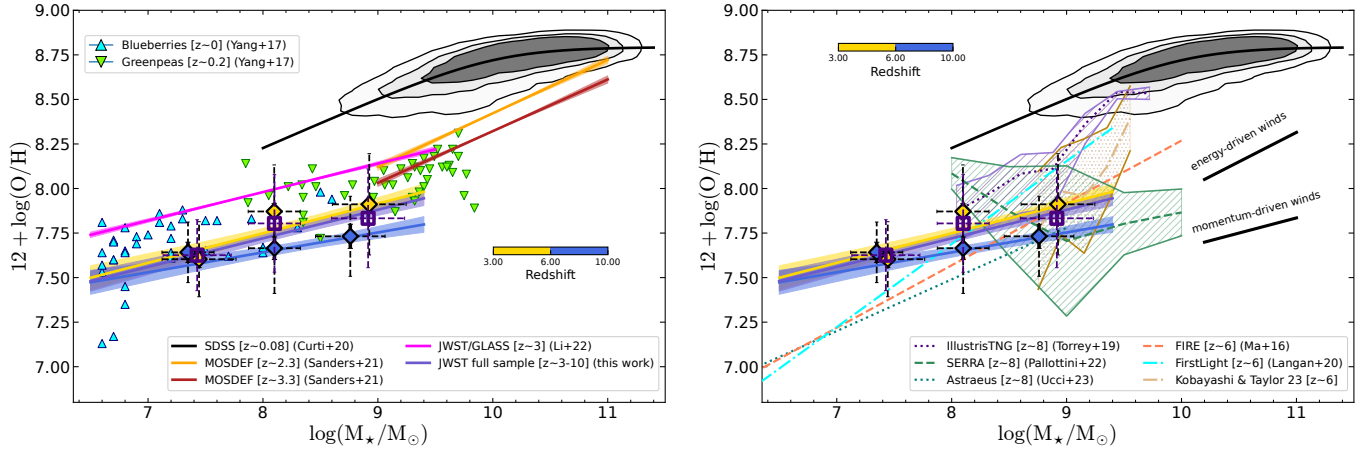 9.00
8.75
8.50
8.25
8.00
7.75
7.50
7.25
7.00
12 + log(O/H)
Blueberries [z~0] (Yang+17)
Greenpeas [z~0.2] (Yang+17)
3.00 6.00 10.00
Redshift
SDSS [z~0.08] (Curti+20)
MOSDEF [z~2.3] (Sanders+21)
MOSDEF [z~3.3] (Sanders+21)
JWST/GLASS [z~3] (Li+22)
JWST full sample [z~3-10] (this work)
7 8 9 10 11
log(M⋆/M⊙)
9.00
8.75
8.50
8.25
8.00
7.75
7.50
7.25
7.00
12 + log(O/H)
3.00 6.00 10.00
Redshift
energy-driven winds
momentum-driven winds
IllustrisTNG [z~8] (Torrey+19)
SERRA [z~8] (Pallottini+22)
Astraeus [z~8] (Ucci+23)
FIRE [z~6] (Ma+16)
FirstLight [z~6] (Langan+20)
Kobayashi & Taylor 23 [z~6]
7 8 9 10 11
log(M⋆/M⊙)